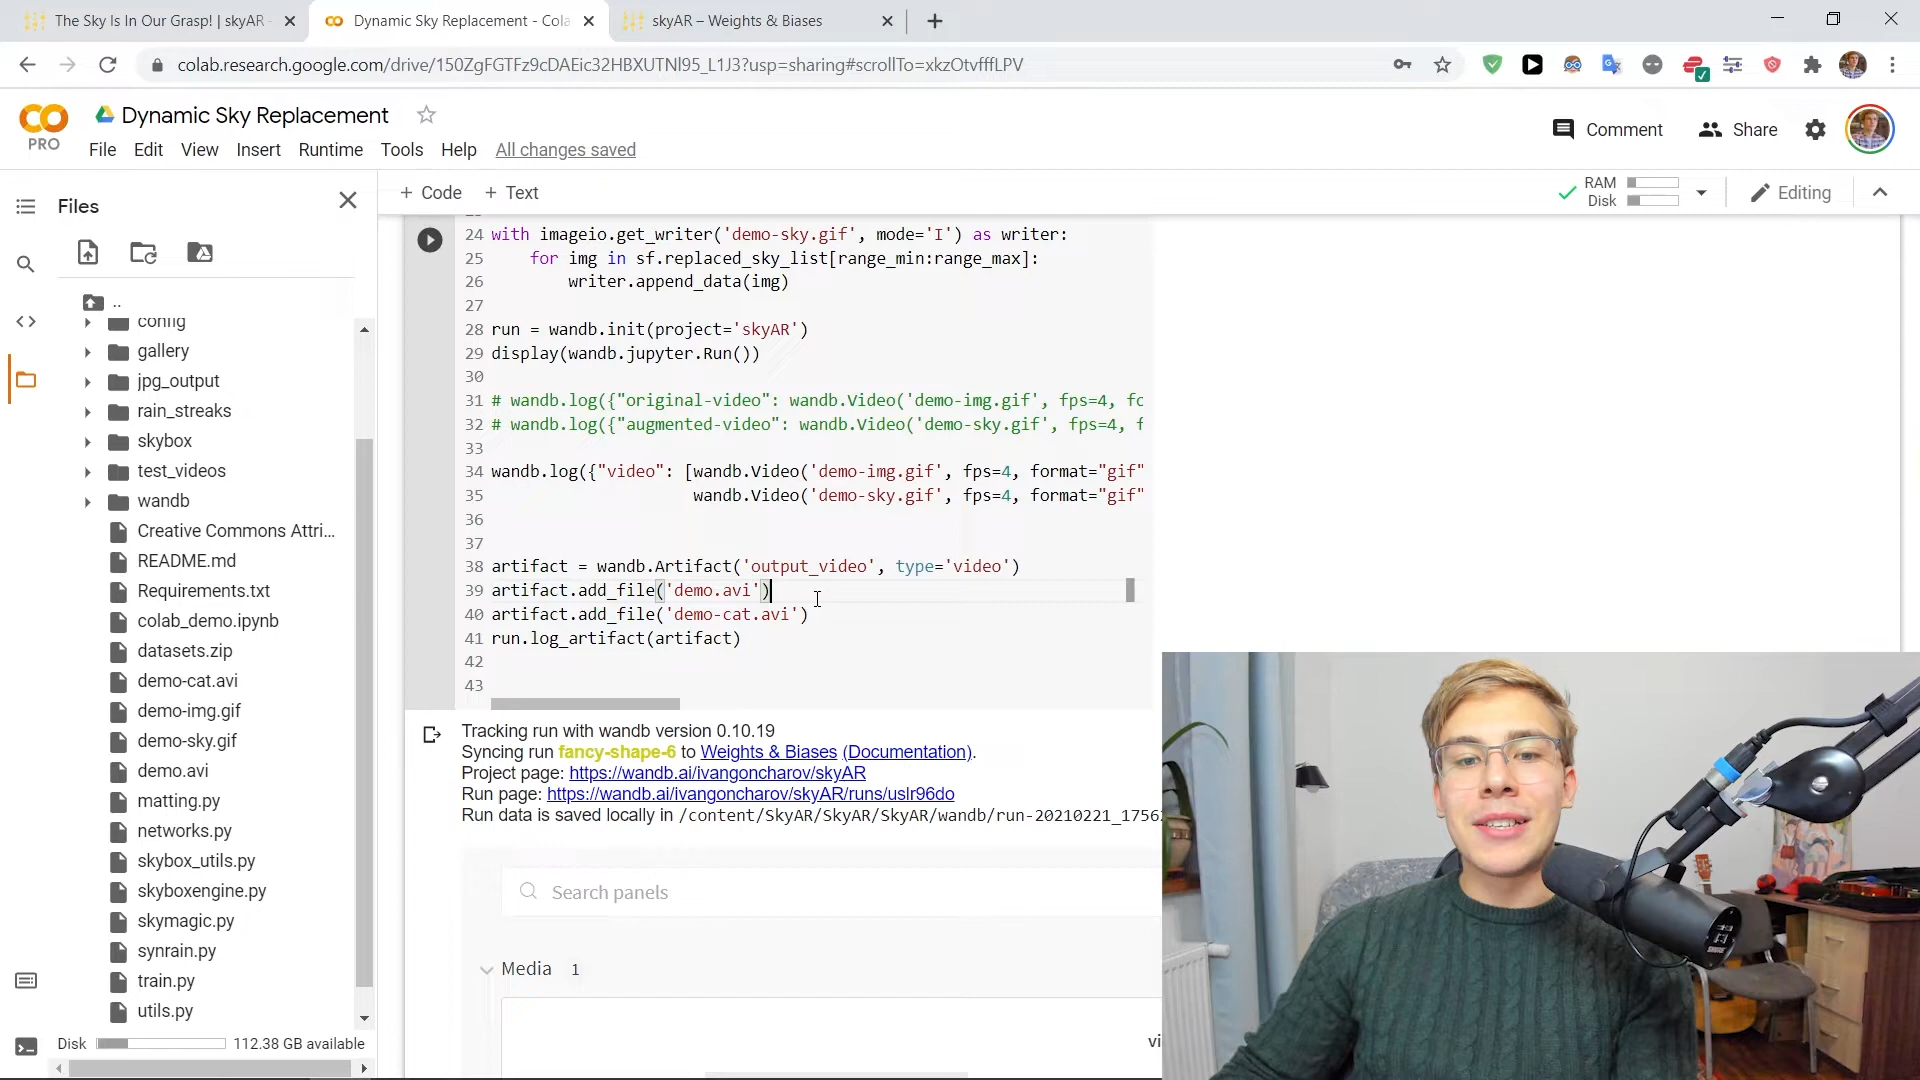 The Sky Is In Our Grasp! | skyAR
Dynamic Sky Replacement - Cola
skyAR – Weights & Biases
colab.research.google.com/drive/150ZgFGTFz9cDAEic32HBXUTNl95_L1J3?usp=sharing#scrollTo=xkzOtvfffLPV
Dynamic Sky Replacement
PRO
File Edit View Insert Runtime Tools Help All changes saved
Comment
Share
Files
+ Code + Text
RAM
Disk
Editing
..
config
gallery
jpg_output
rain_streaks
skybox
test_videos
wandb
Creative Commons Attri...
README.md
Requirements.txt
colab_demo.ipynb
datasets.zip
demo-cat.avi
demo-img.gif
demo-sky.gif
demo.avi
matting.py
networks.py
skybox_utils.py
skyboxengine.py
skymagic.py
synrain.py
train.py
utils.py
Disk 112.38 GB available
24 with imageio.get_writer('demo-sky.gif', mode='I') as writer:
25 for img in sf.replaced_sky_list[range_min:range_max]:
26 writer.append_data(img)
27
28 run = wandb.init(project='skyAR')
29 display(wandb.jupyter.Run())
30
31 # wandb.log({"original-video": wandb.Video('demo-img.gif', fps=4, fo
32 # wandb.log({"augmented-video": wandb.Video('demo-sky.gif', fps=4, f
33
34 wandb.log({"video": [wandb.Video('demo-img.gif', fps=4, format="gif"
35 wandb.Video('demo-sky.gif', fps=4, format="gif"
36
37
38 artifact = wandb.Artifact('output_video', type='video')
39 artifact.add_file('demo.avi')
40 artifact.add_file('demo-cat.avi')
41 run.log_artifact(artifact)
42
43
Tracking run with wandb version 0.10.19
Syncing run fancy-shape-6 to Weights & Biases (Documentation).
Project page: https://wandb.ai/ivangoncharov/skyAR
Run page: https://wandb.ai/ivangoncharov/skyAR/runs/uslr96do
Run data is saved locally in /content/SkyAR/SkyAR/SkyAR/wandb/run-20210221_1756
Search panels
Media 1
vi